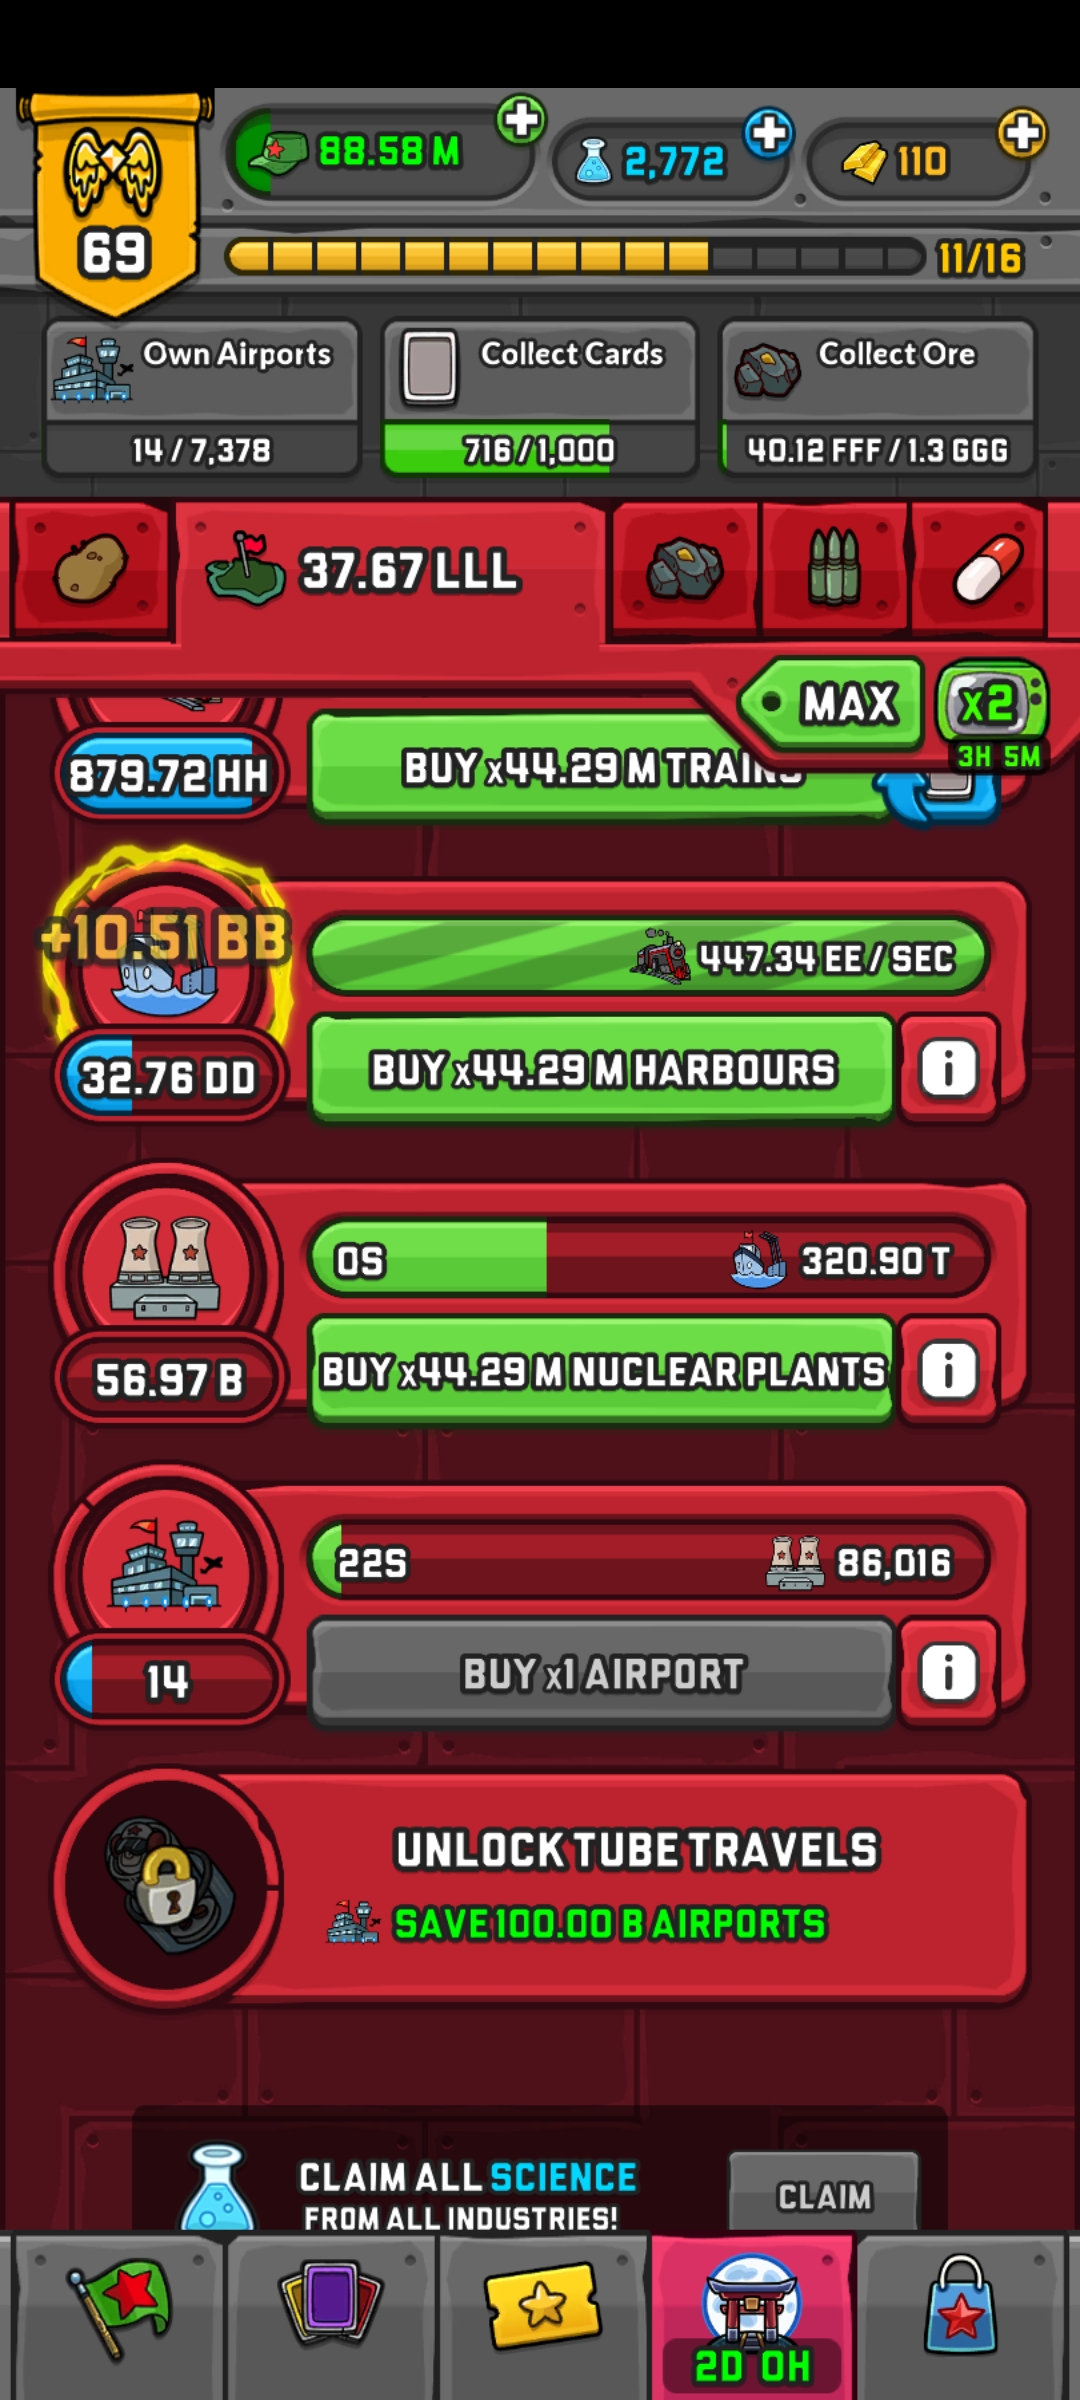 88.58 M
2,772
110
69
11/16
Own Airports
14 / 7,378
Collect Cards
716 / 1,000
Collect Ore
40.12 FFF / 1.3 GGG
37.67 LLL
MAX
x2
3H 5M
879.72 HH
BUY x44.29 M TRAINS
+10.51 BB
447.34 EE / SEC
32.76 DD
BUY x44.29 M HARBOURS
i
0S
320.90 T
56.97 B
BUY x44.29 M NUCLEAR PLANTS
i
22S
86,016
14
BUY x1 AIRPORT
i
UNLOCK TUBE TRAVELS
SAVE 100.00 B AIRPORTS
CLAIM ALL SCIENCE
FROM ALL INDUSTRIES!
CLAIM
2D 0H